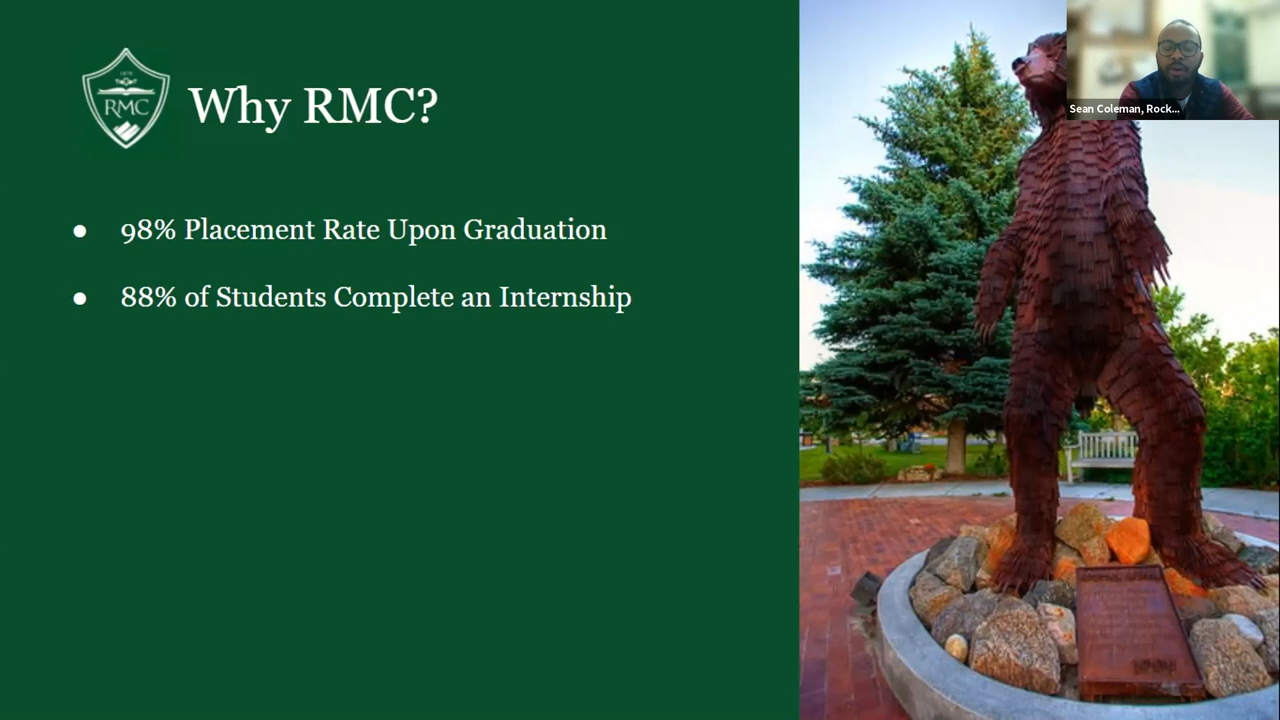 RMC
Why RMC?
● 98% Placement Rate Upon Graduation
● 88% of Students Complete an Internship
Sean Coleman, Rock...